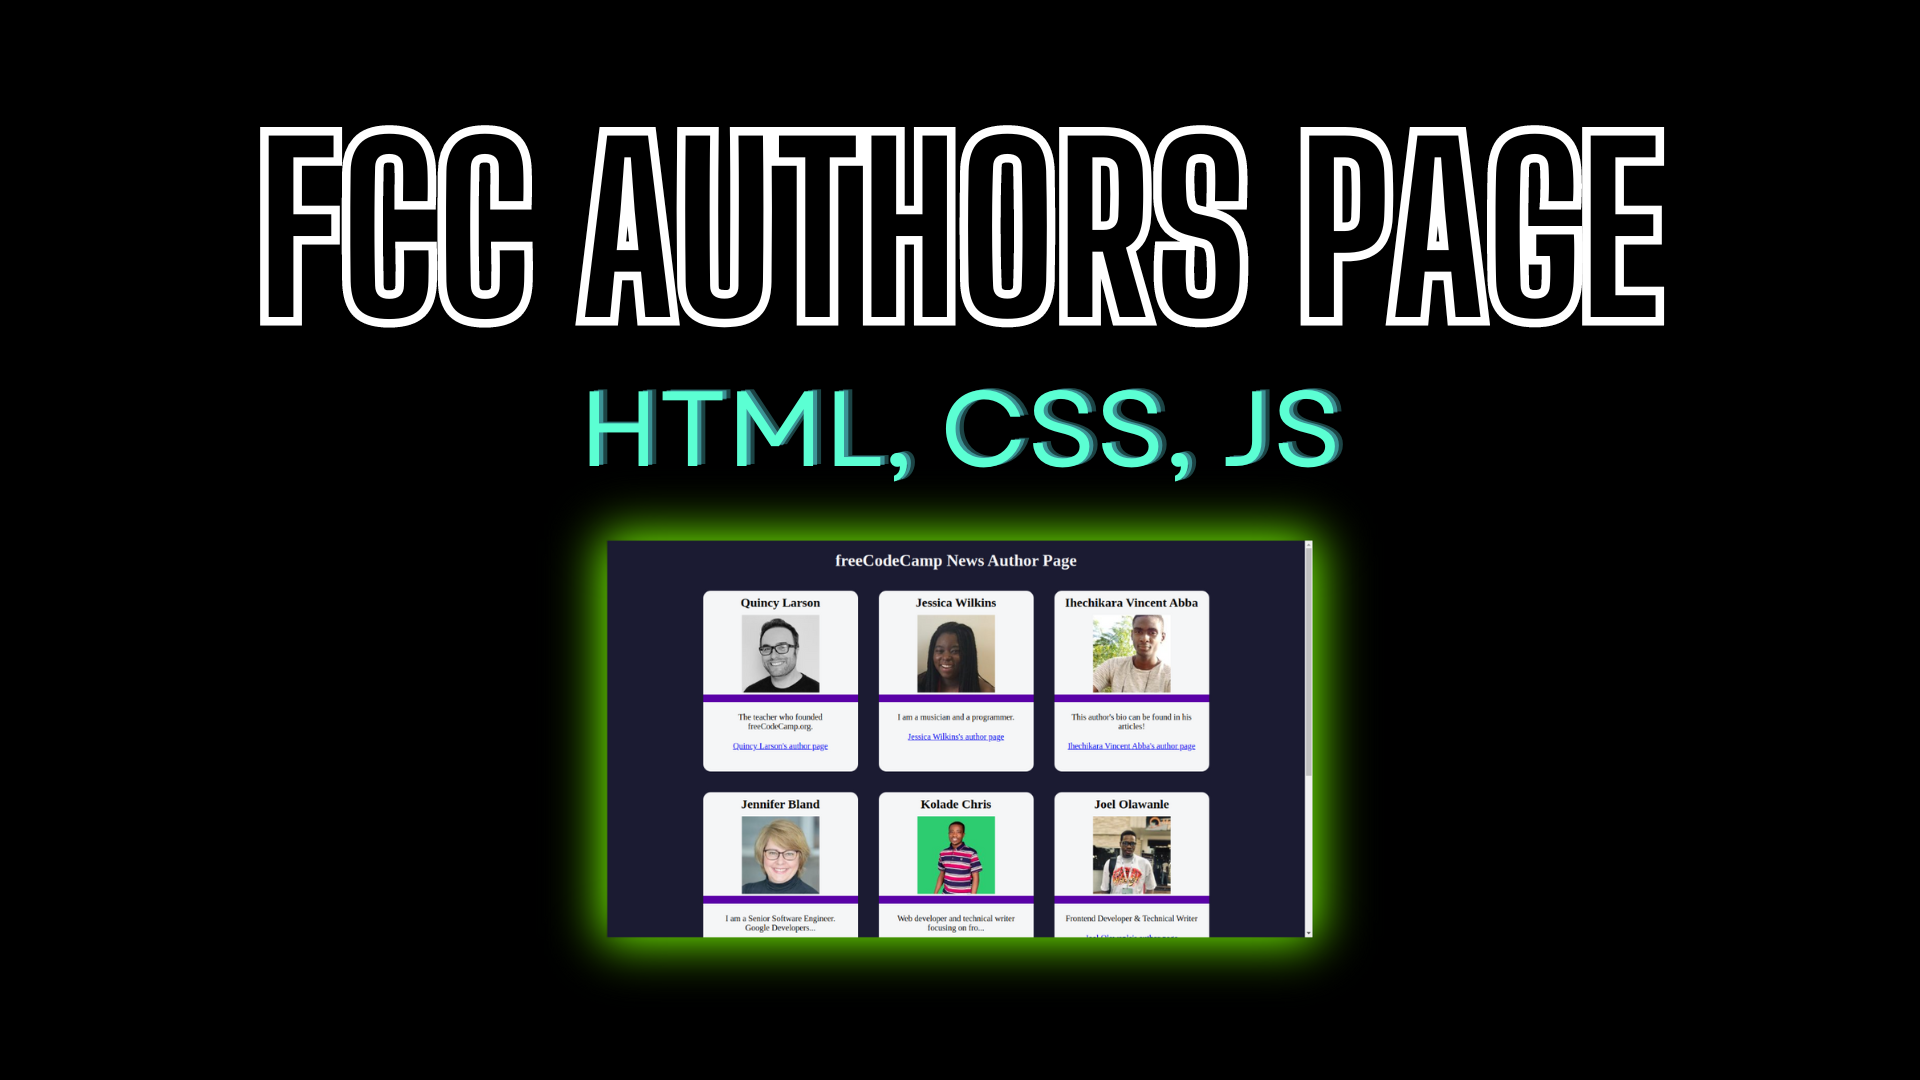 FCC AUTHORS PAGE
HTML, CSS, JS
freeCodeCamp News Author Page
Quincy Larson
The teacher who founded
freeCodeCamp.org.
Quincy Larson's author page
Jessica Wilkins
I am a musician and a programmer.
Jessica Wilkins's author page
Ihechikara Vincent Abba
This author's bio can be found in his
articles!
Ihechikara Vincent Abba's author page
Jennifer Bland
I am a Senior Software Engineer.
Google Developers...
Kolade Chris
Web developer and technical writer
focusing on fro...
Joel Olawanle
Frontend Developer & Technical Writer